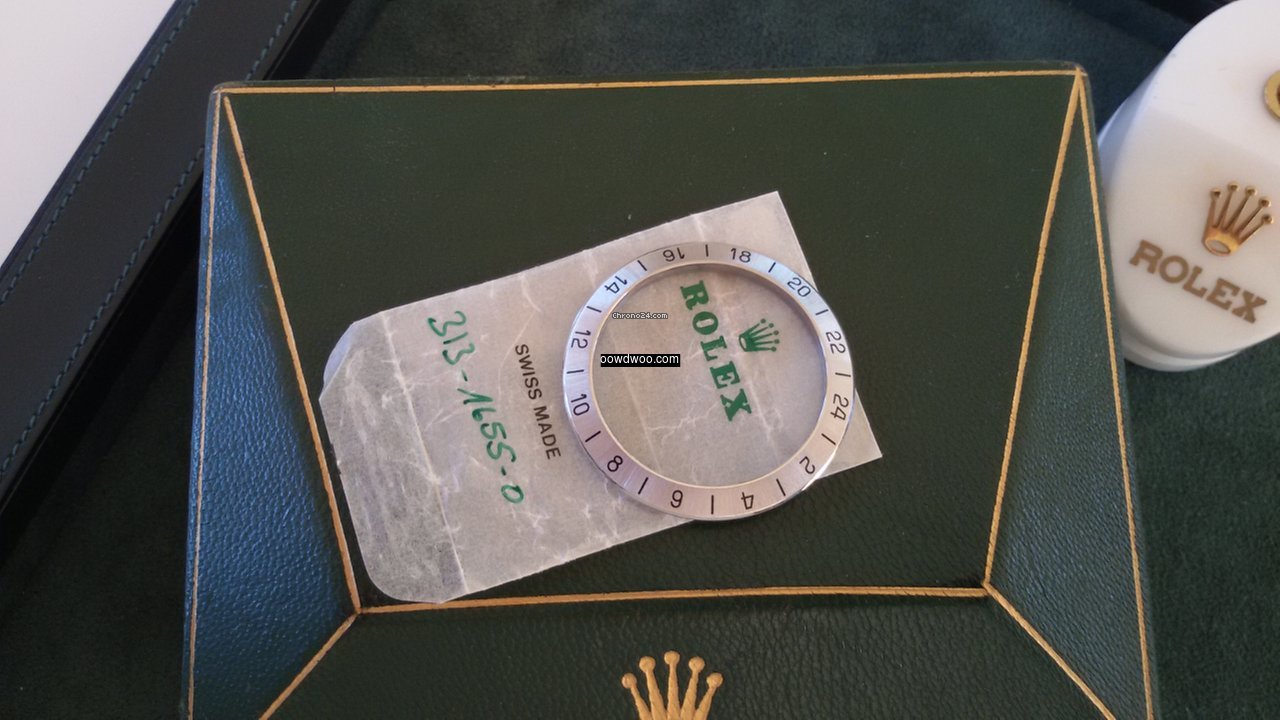 313-1655-0
SWISS MADE
ROLEX
2
4
6
8
10
12
14
16
18
20
22
24
Chrono24.com
oowdwoo.com
ROLEX